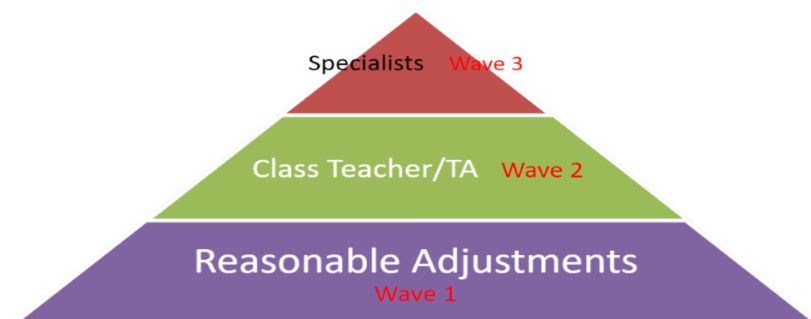 Specialists Wave 3
Class Teacher/TA Wave 2
Reasonable Adjustments
Wave 1